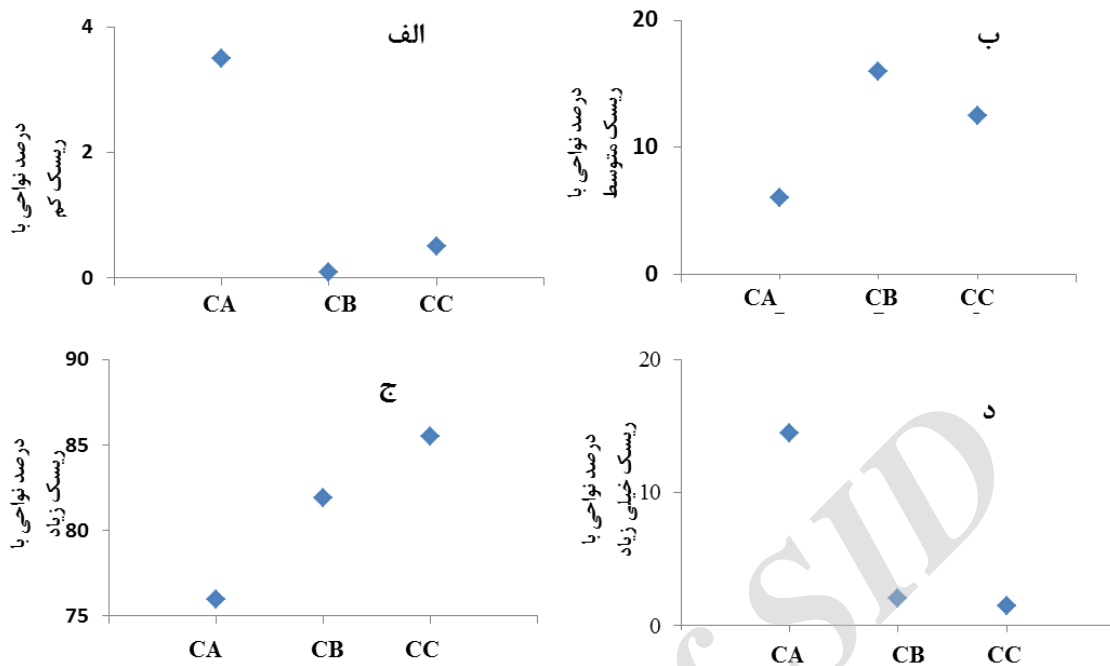 الف
4
2
0
درصد نواحی با
ریسک کم
CA
CB
CC
ب
20
10
0
درصد نواحی با
ریسک متوسط
CA
CB
CC
ج
90
85
80
75
درصد نواحی با
ریسک زیاد
CA
CB
CC
د
20
10
0
درصد نواحی با
ریسک خیلی زیاد
CA
CB
CC
SID